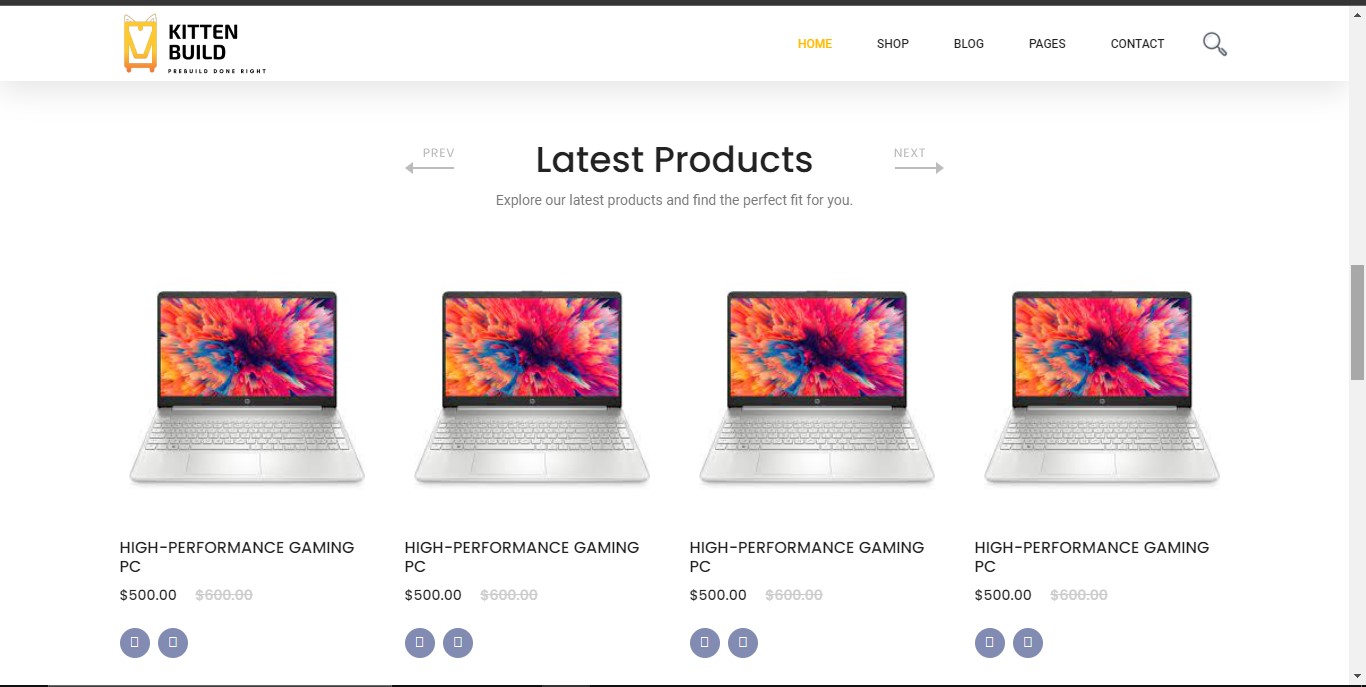 KITTEN
BUILD
PREBUILD DONE RIGHT
HOME SHOP BLOG PAGES CONTACT
PREV
Latest Products
NEXT
Explore our latest products and find the perfect fit for you.
HIGH-PERFORMANCE GAMING
PC
$500.00 $600.00
HIGH-PERFORMANCE GAMING
PC
$500.00 $600.00
HIGH-PERFORMANCE GAMING
PC
$500.00 $600.00
HIGH-PERFORMANCE GAMING
PC
$500.00 $600.00